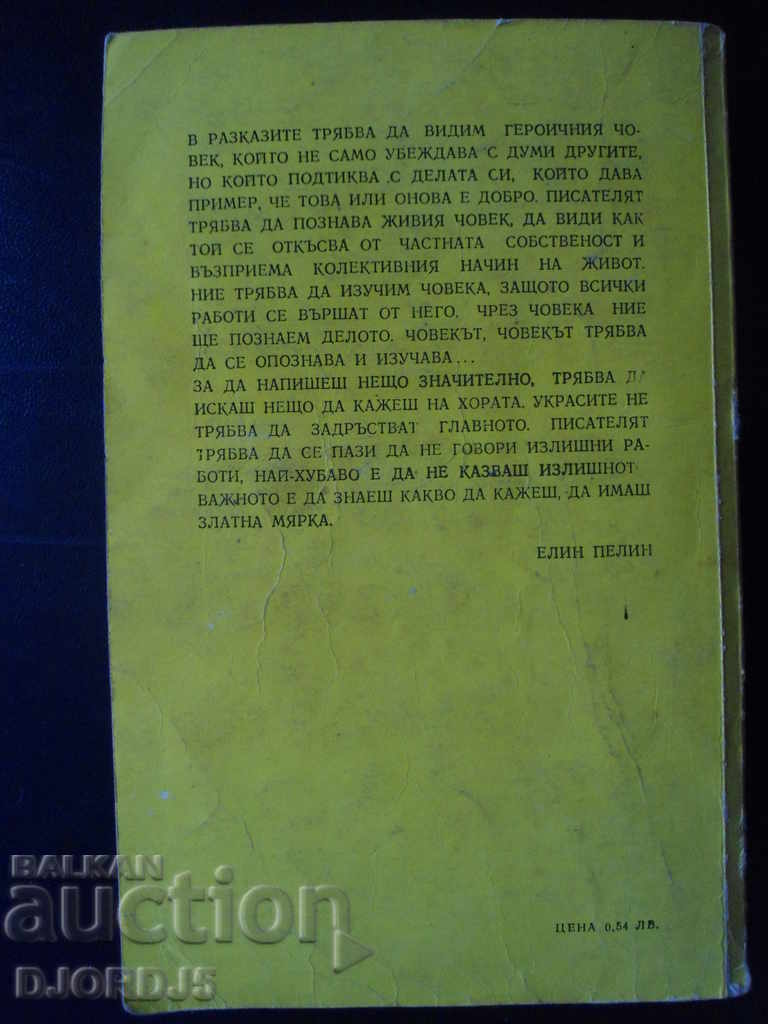 В РАЗКАЗИТЕ ТРЯБВА ДА ВИДИМ ГЕРОИЧНИЯ ЧО-
ВЕК, КОЙТО НЕ САМО УБЕЖДАВА С ДУМИ ДРУГИТЕ,
НО КОЙТО ПОДТИКВА С ДЕЛАТА СИ, КОЙТО ДАВА
ПРИМЕР, ЧЕ ТОВА ИЛИ ОНОВА Е ДОБРО. ПИСАТЕЛЯТ
ТРЯБВА ДА ПОЗНАВА ЖИВИЯ ЧОВЕК, ДА ВИДИ КАК
ТОЙ СЕ ОТКЪСВА ОТ ЧАСТНАТА СОБСТВЕНОСТ И
ВЪЗПРИЕМА КОЛЕКТИВНИЯ НАЧИН НА ЖИВОТ.
НИЕ ТРЯБВА ДА ИЗУЧИМ ЧОВЕКА, ЗАЩОТО ВСИЧКИ
РАБОТИ СЕ ВЪРШАТ ОТ НЕГО. ЧРЕЗ ЧОВЕКА НИЕ
ЩЕ ПОЗНАЕМ ДЕЛОТО. ЧОВЕКЪТ, ЧОВЕКЪТ ТРЯБВА
ДА СЕ ОПОЗНАВА И ИЗУЧАВА...
ЗА ДА НАПИШЕШ НЕЩО ЗНАЧИТЕЛНО, ТРЯБВА ДА
ИСКАШ НЕЩО ДА КАЖЕШ НА ХОРАТА. УКРАСИТЕ НЕ
ТРЯБВА ДА ЗАДРЪСТВАТ ГЛАВНОТО. ПИСАТЕЛЯТ
ТРЯБВА ДА СЕ ПАЗИ ДА НЕ ГОВОРИ ИЗЛИШНИ РА-
БОТИ, НАЙ-ХУБАВО Е ДА НЕ КАЗВАШ ИЗЛИШНОТ
ВАЖНОТО Е ДА ЗНАЕШ КАКВО ДА КАЖЕШ, ДА ИМАШ
ЗЛАТНА МЯРКА.
ЕЛИН ПЕЛИН
ЦЕНА 0,54 ЛВ.
BALKAN
auction
DJORDJ5